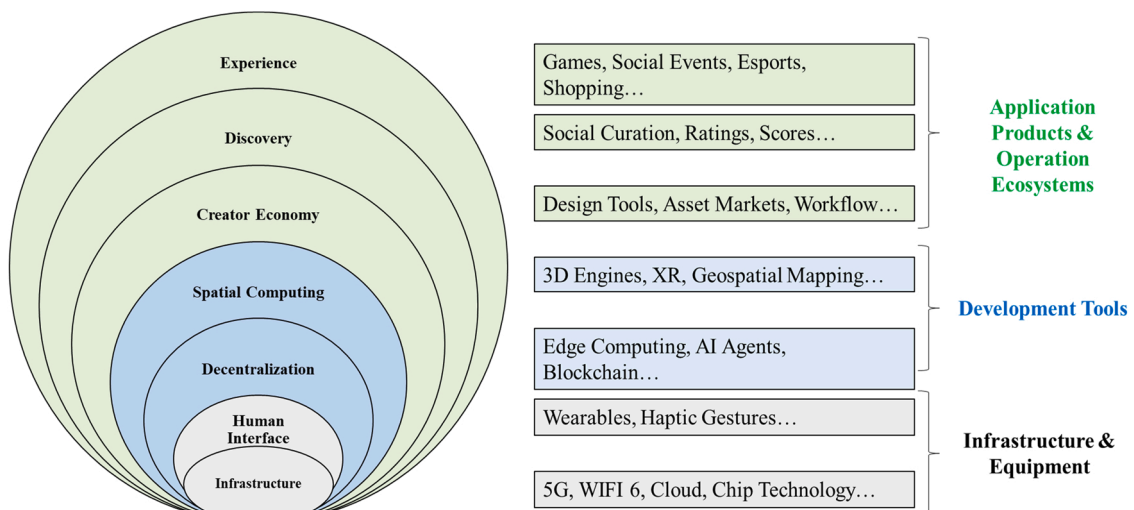 Experience
Discovery
Creator Economy
Spatial Computing
Decentralization
Human
Interface
Infrastructure
Games, Social Events, Esports,
Shopping…
Social Curation, Ratings, Scores…
Design Tools, Asset Markets, Workflow…
3D Engines, XR, Geospatial Mapping…
Edge Computing, AI Agents,
Blockchain…
Wearables, Haptic Gestures…
5G, WIFI 6, Cloud, Chip Technology…
Application
Products &
Operation
Ecosystems
Development Tools
Infrastructure &
Equipment